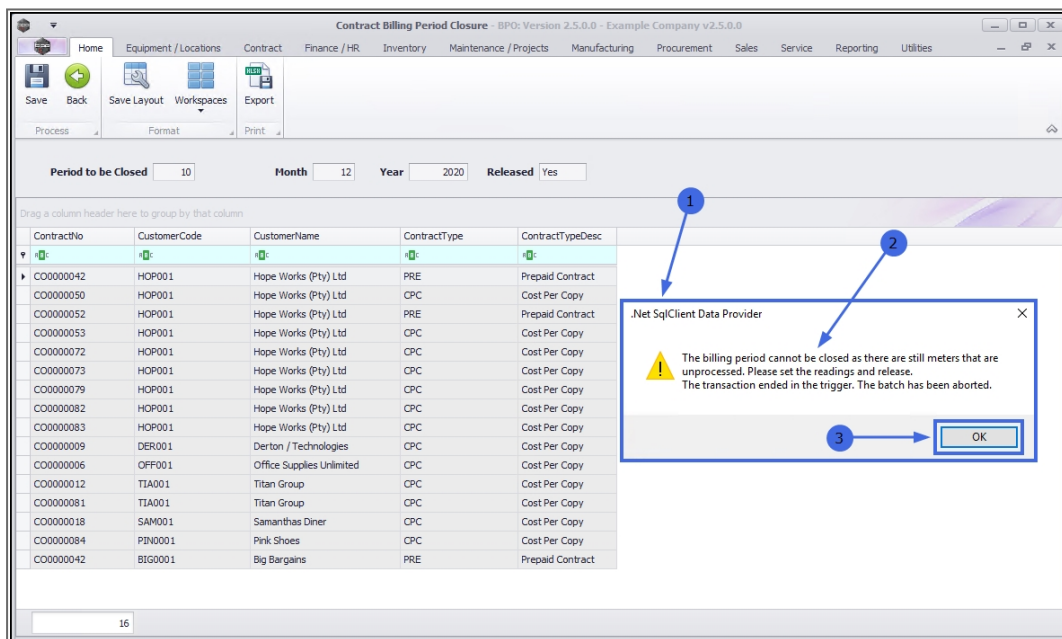 Contract Billing Period Closure - BPO: Version 2.5.0.0 - Example Company v2.5.0.0
Home Equipment / Locations Contract Finance / HR Inventory Maintenance / Projects Manufacturing Procurement Sales Service Reporting Utilities
Save Back Save Layout Workspaces Export
Process Format Print
Period to be Closed 10 Month 12 Year 2020 Released Yes
1
Drag a column header here to group by that column
ContractNo CustomerCode CustomerName ContractType ContractTypeDesc
2
CO0000042 HOP001 Hope Works (Pty) Ltd PRE Prepaid Contract
CO0000050 HOP001 Hope Works (Pty) Ltd CPC Cost Per Copy
CO0000052 HOP001 Hope Works (Pty) Ltd PRE Prepaid Contract
CO0000053 HOP001 Hope Works (Pty) Ltd CPC Cost Per Copy
CO0000072 HOP001 Hope Works (Pty) Ltd CPC Cost Per Copy
CO0000073 HOP001 Hope Works (Pty) Ltd CPC Cost Per Copy
CO0000079 HOP001 Hope Works (Pty) Ltd CPC Cost Per Copy
CO0000082 HOP001 Hope Works (Pty) Ltd CPC Cost Per Copy
CO0000083 HOP001 Hope Works (Pty) Ltd CPC Cost Per Copy
CO0000009 DER001 Derton / Technologies CPC Cost Per Copy
CO0000006 OFF001 Office Supplies Unlimited CPC Cost Per Copy
CO0000012 TIA001 Titan Group CPC Cost Per Copy
CO0000081 TIA001 Titan Group CPC Cost Per Copy
CO0000018 SAM001 Samanthas Diner CPC Cost Per Copy
CO0000084 PIN0001 Pink Shoes CPC Cost Per Copy
CO0000042 BIG0001 Big Bargains PRE Prepaid Contract
16
.Net SqlClient Data Provider
The billing period cannot be closed as there are still meters that are
unprocessed. Please set the readings and release.
The transaction ended in the trigger. The batch has been aborted.
3 OK